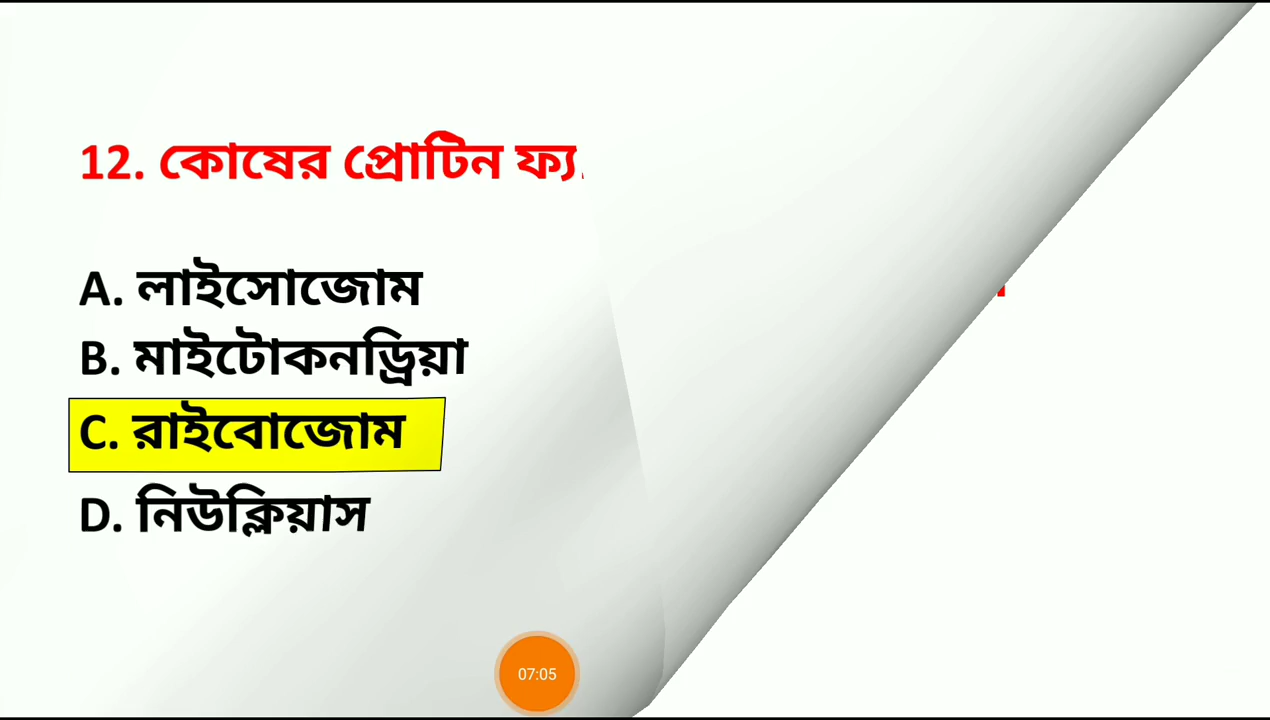 12. কোষের প্রোটিন
A. লাইসোজোম
B. মাইটোকনড্রিয়া
C. রাইবোজোম
D. নিউক্লিয়াস
07:05